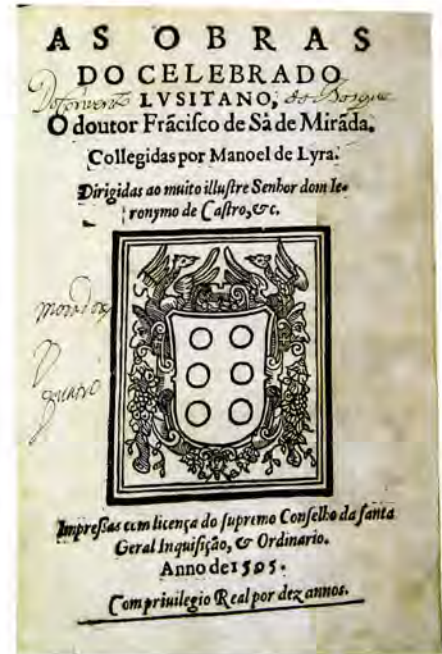 AS OBRAS
DO CELEBRADO
LVSITANO,
O doutor Frãcisco de Sà de Mirãda.
Collegidas por Manoel de Lyra.
Dirigidas ao muito illustre Senhor dom Ie-
ronymo de Castro, &c.
Impressas com licença do supremo Conselho da santa
Geral Inquisição, & Ordinario.
Anno de 1595.
Com priuilegio Real por dez annos.